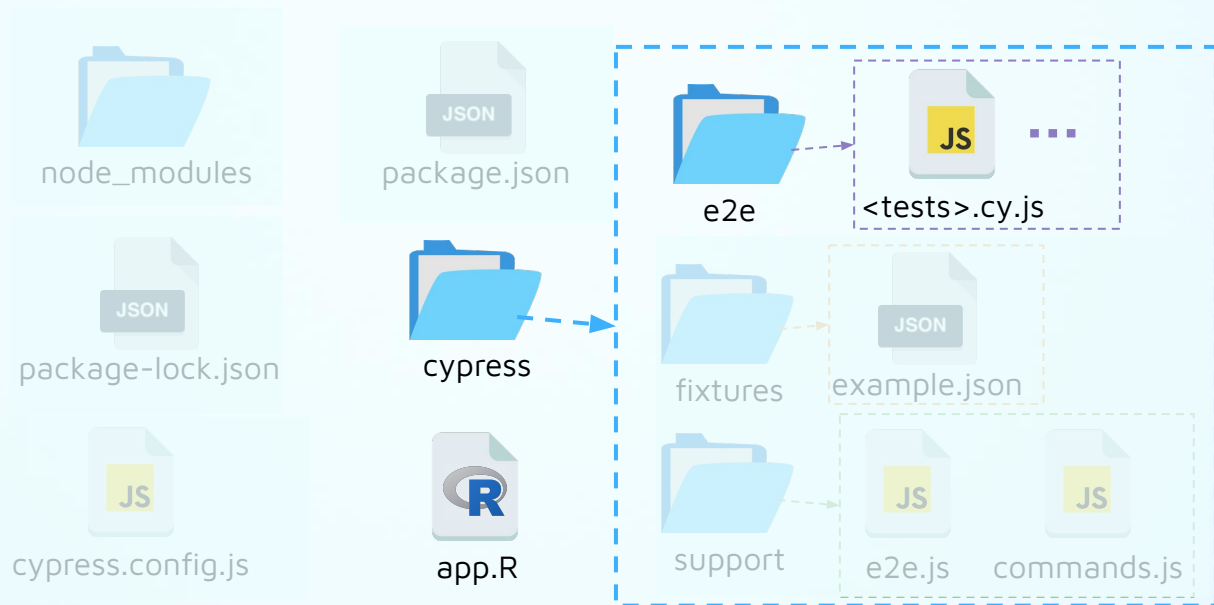 node_modules
JSON
package.json
JSON
package-lock.json
JS
cypress.config.js
cypress
R
app.R
e2e
JS
...
<tests>.cy.js
fixtures
JSON
example.json
support
JS
e2e.js
JS
commands.js